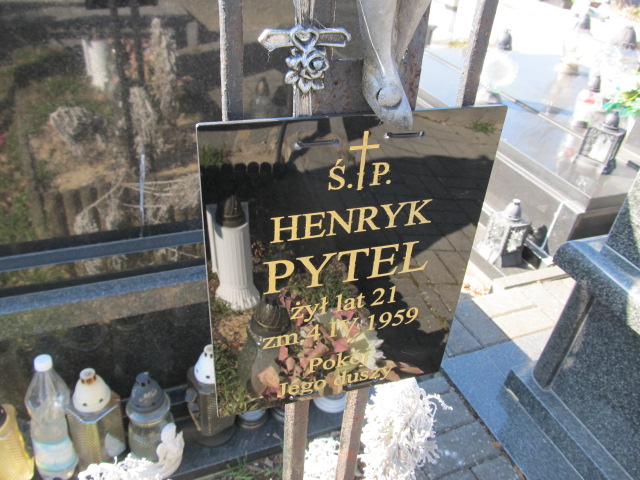 Ś.†P.
HENRYK
PYTEL
żył lat 21
zm 4 IV 1959
Pokój
Jego duszy